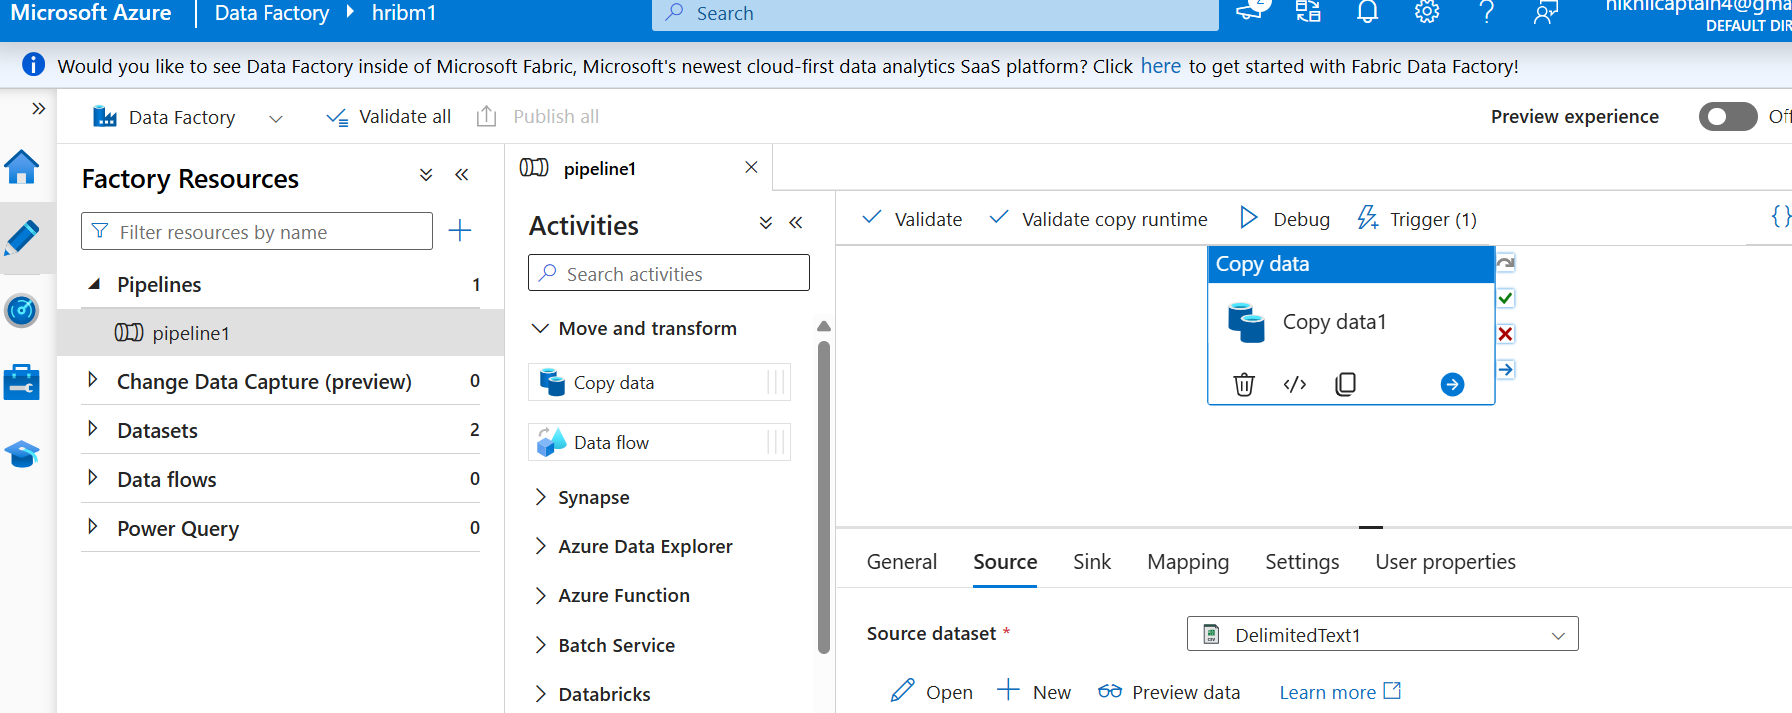 Microsoft Azure Data Factory hribm1 Search 2
DEFAULT DIR
Would you like to see Data Factory inside of Microsoft Fabric, Microsoft's newest cloud-first data analytics SaaS platform? Click here to get started with Fabric Data Factory!
Data Factory Validate all Publish all Preview experience Off
Factory Resources
Filter resources by name
Pipelines 1
pipeline1
Change Data Capture (preview) 0
Datasets 2
Data flows 0
Power Query 0
pipeline1
Activities
Search activities
Move and transform
Copy data
Data flow
Synapse
Azure Data Explorer
Azure Function
Batch Service
Databricks
Validate Validate copy runtime Debug Trigger (1) {}
Copy data
Copy data1
General Source Sink Mapping Settings User properties
Source dataset * DelimitedText1
Open New Preview data Learn more